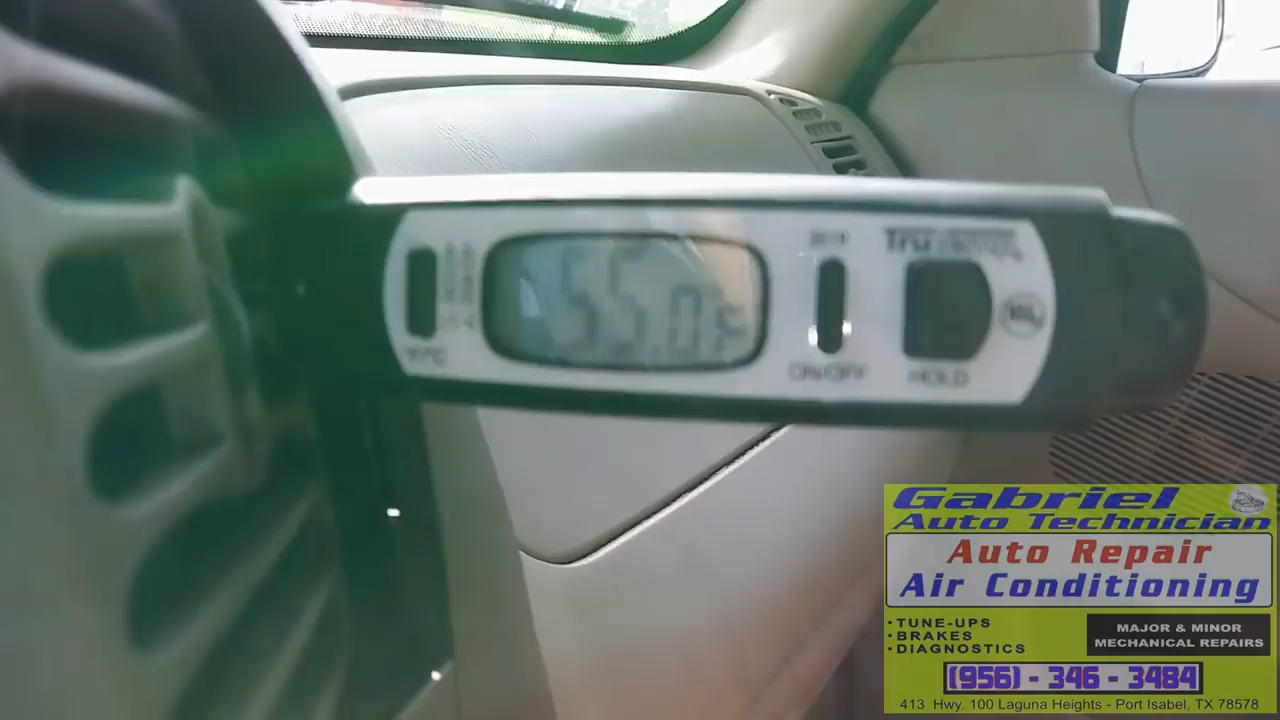 55.0°F
ON/OFF
HOLD
Gabriel
Auto Technician
Auto Repair
Air Conditioning
• TUNE-UPS
• BRAKES
• DIAGNOSTICS
MAJOR & MINOR
MECHANICAL REPAIRS
(956) - 346 - 3484
413 Hwy. 100 Laguna Heights - Port Isabel, TX 78578